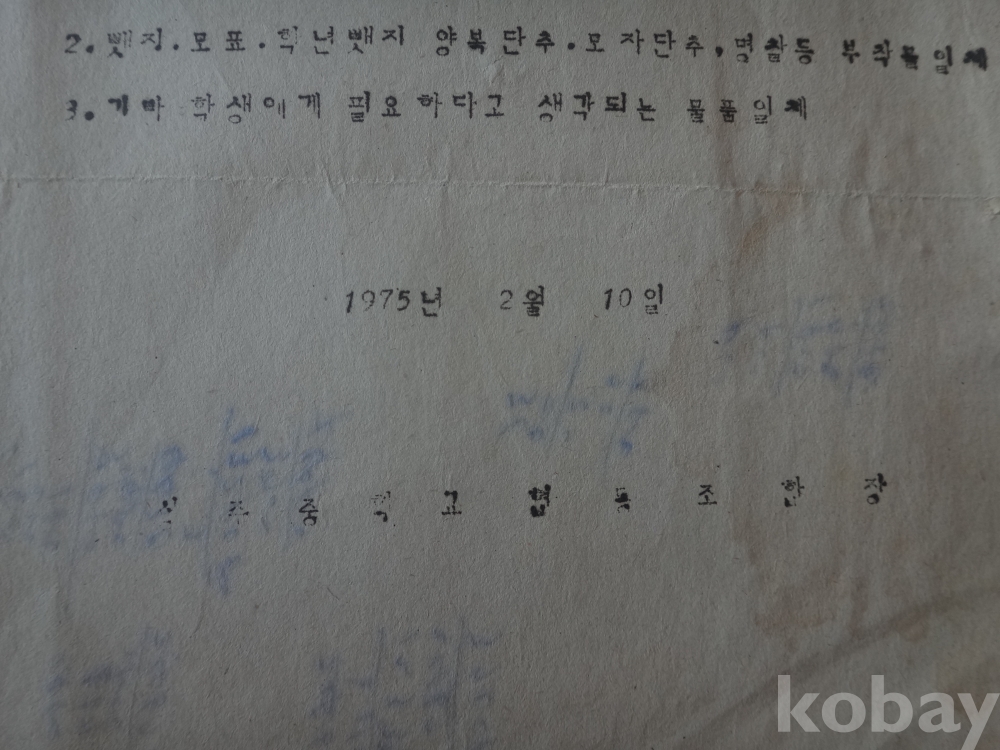 2. 뺏지.모표.학년뺏지 양복단추.모자단추,명찰등 부착물일체
3. 기타 학생에게 필요하다고 생각되는 물품일체
1975년 2월 10일
중학교협동조합장
kobay